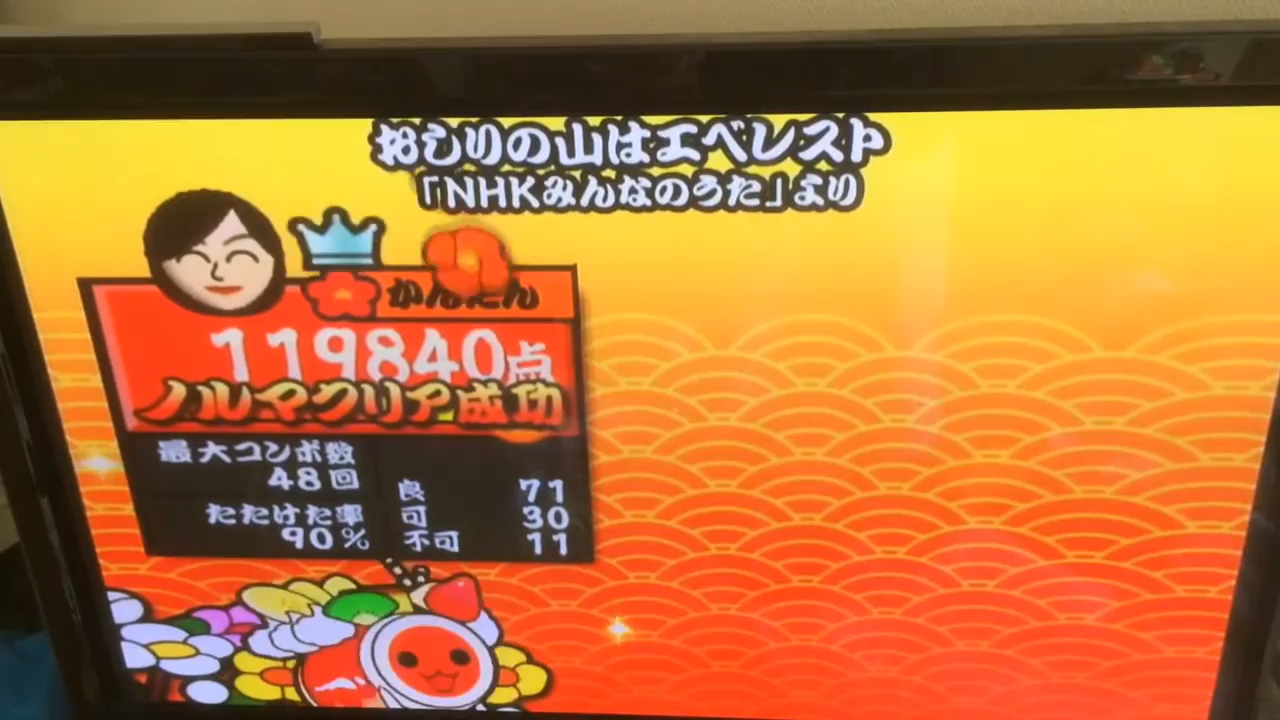 おしりの山はエベレスト
「NHKみんなのうた」より
かんたん
119840点
ノルマクリア成功
最大コンボ数
48回
たたけた率
90%
良 71
可 30
不可 11